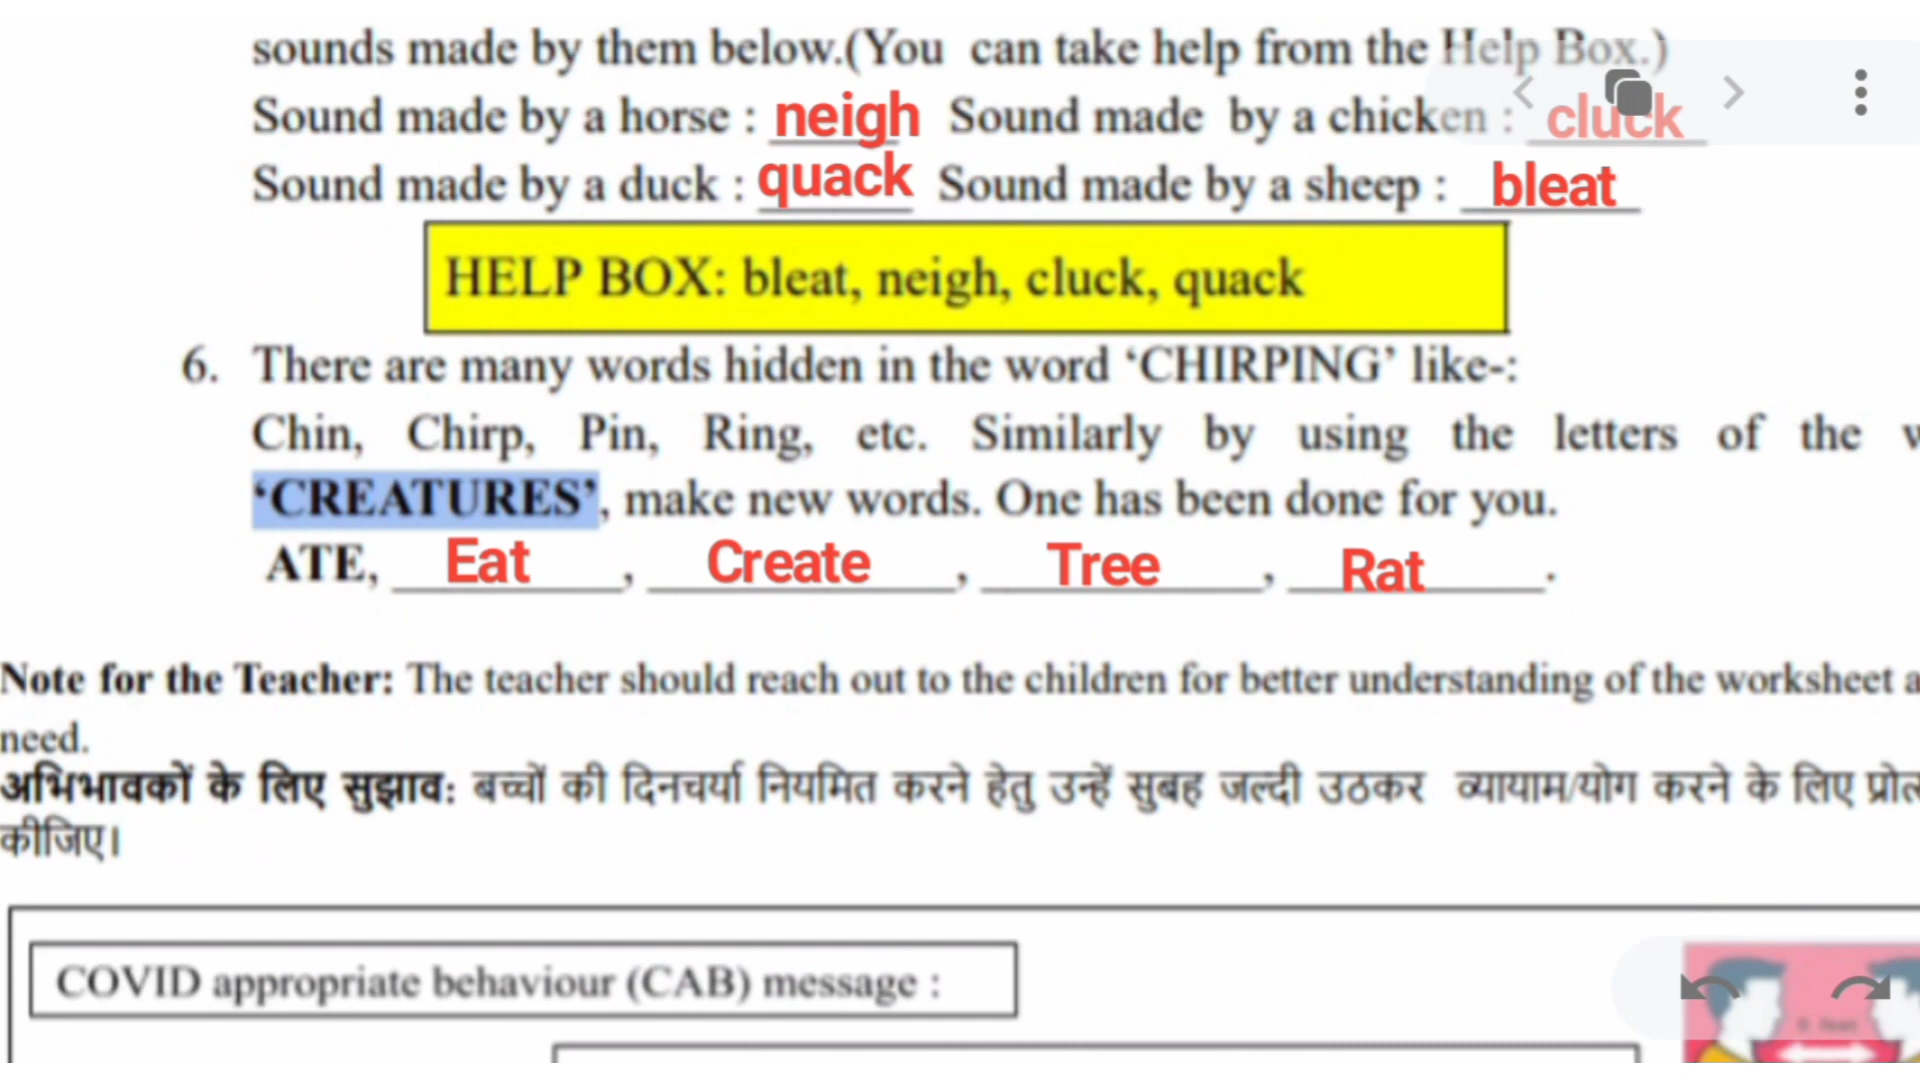 sounds made by them below.(You can take help from the Help Box.)
Sound made by a horse : neigh Sound made by a chicken : cluck
Sound made by a duck : quack Sound made by a sheep : bleat
HELP BOX: bleat, neigh, cluck, quack
6. There are many words hidden in the word ‘CHIRPING’ like-:
Chin, Chirp, Pin, Ring, etc. Similarly by using the letters of the
‘CREATURES’, make new words. One has been done for you.
ATE, Eat, Create, Tree, Rat.
Note for the Teacher: The teacher should reach out to the children for better understanding of the worksheet
need.
अभिभावकों के लिए सुझाव: बच्चों की दिनचर्या नियमित करने हेतु उन्हें सुबह जल्दी उठकर व्यायाम/योग करने के लिए
कीजिए।
COVID appropriate behaviour (CAB) message :